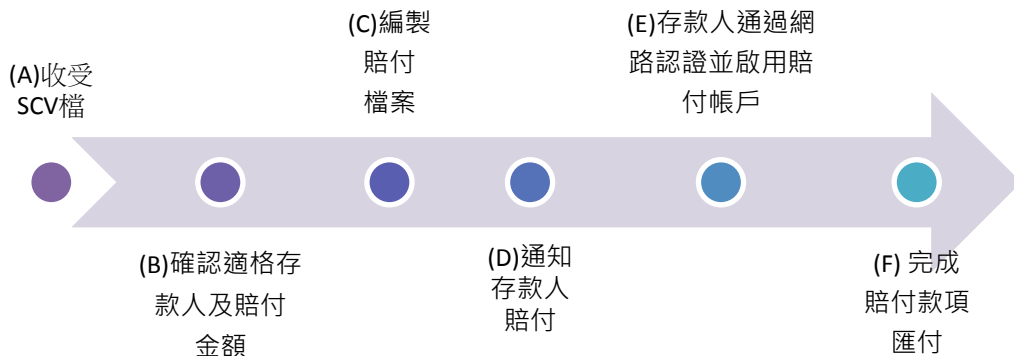 (A)收受
SCV檔
(B)確認適格存
款人及賠付
金額
(C)編製
賠付
檔案
(D)通知
存款人
賠付
(E)存款人通過網
路認證並啟用賠
付帳戶
(F) 完成
賠付款項
匯付